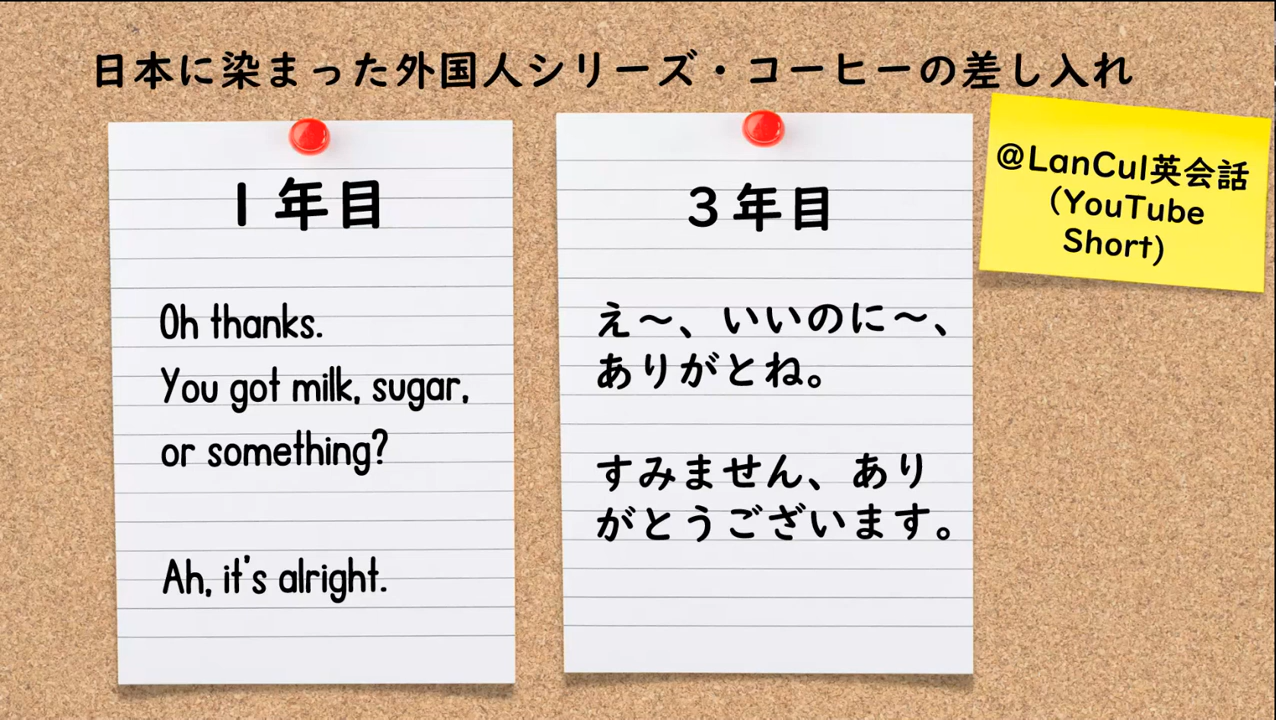 日本に染まった外国人シリーズ・コーヒーの差し入れ
1年目
Oh thanks.
You got milk, sugar,
or something?
Ah, it's alright.
3年目
え〜、いいのに〜、
ありがとね。
すみません、あり
がとうございます。
@LanCul英会話
(YouTube
Short)